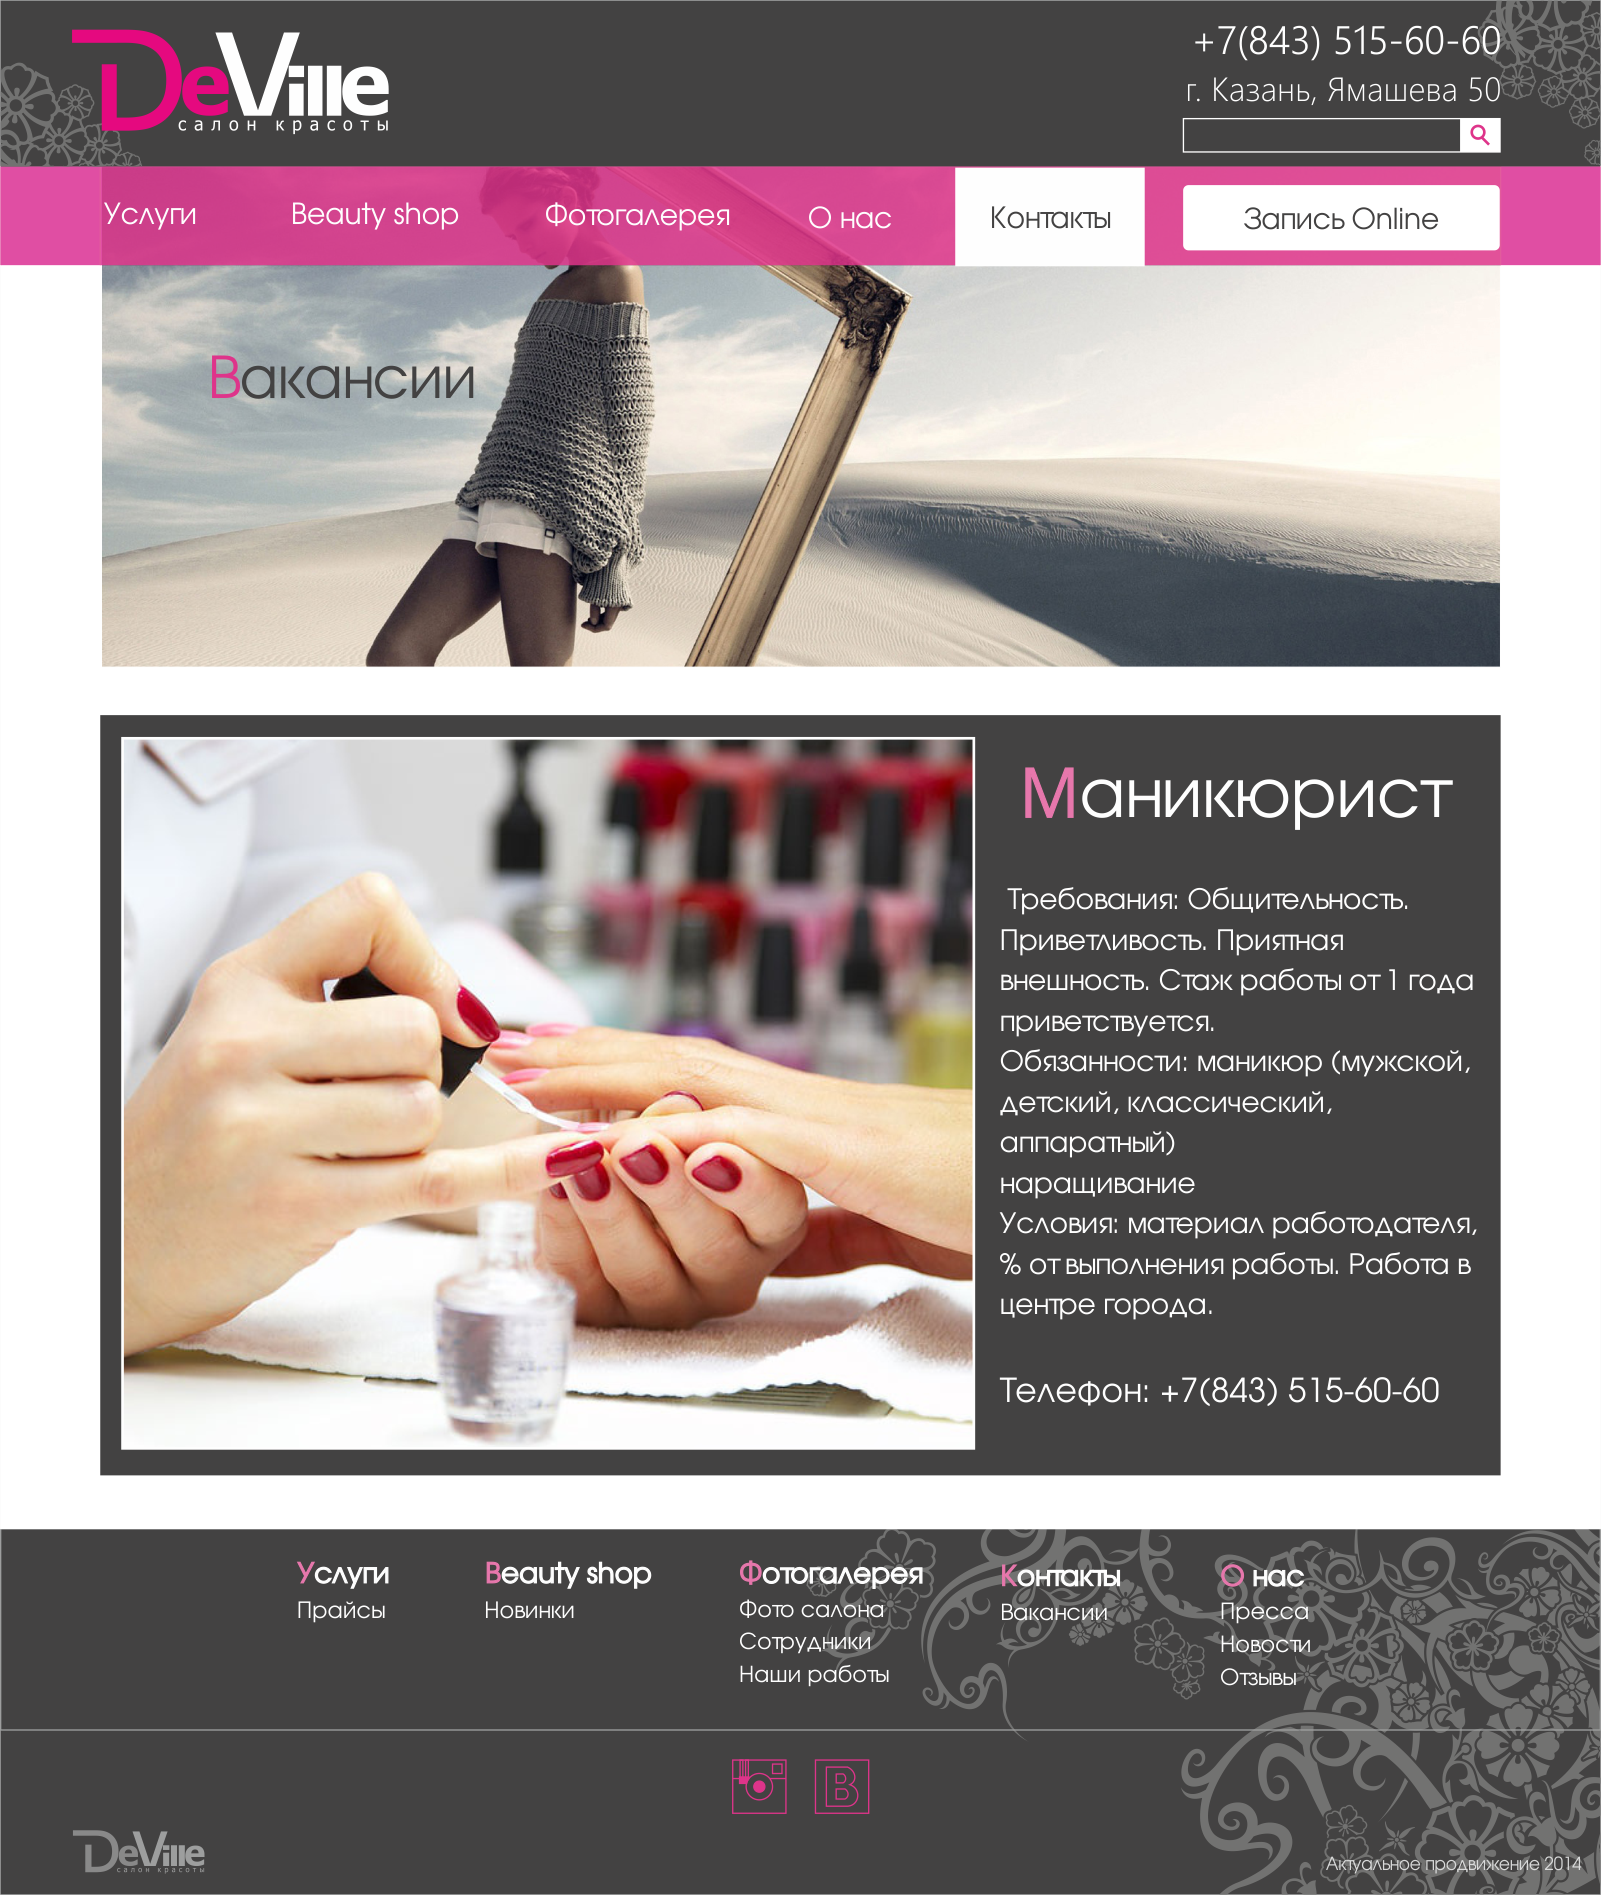 DeVille
салон красоты
+7(843) 515-60-60
г. Казань, Ямашева 50
Услуги
Beauty shop
Фотогалерея
О нас
Контакты
Запись Online
Вакансии
Маникюрист
Требования: Общительность.
Приветливость. Приятная
внешность. Стаж работы от 1 года
приветствуется.
Обязанности: маникюр (мужской,
детский, классический,
аппаратный)
наращивание
Условия: материал работодателя,
% от выполнения работы. Работа в
центре города.
Телефон: +7(843) 515-60-60
Услуги
Прайсы
Beauty shop
Новинки
Фотогалерея
Фото салона
Сотрудники
Наши работы
Контакты
Вакансии
О нас
Пресса
Новости
Отзывы
В
DeVille
салон красоты
Актуальное продвижение 2014